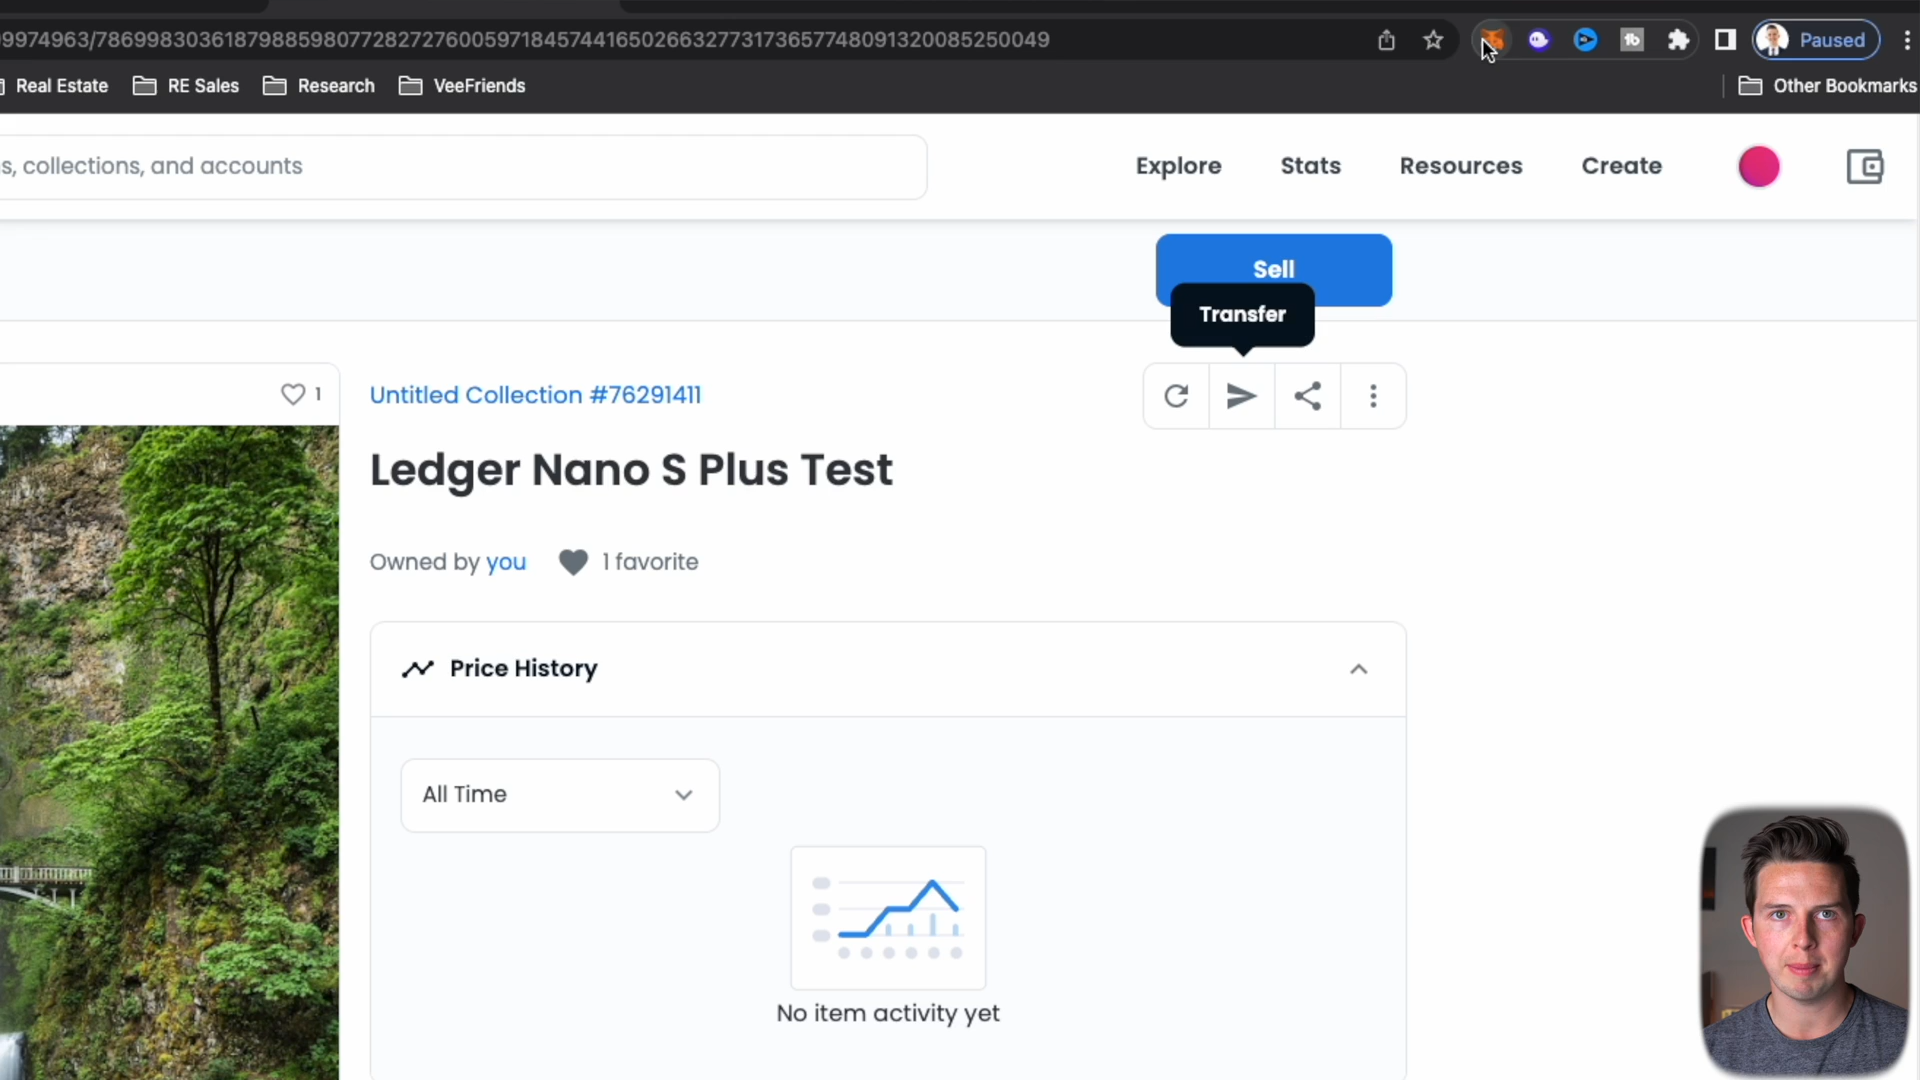 9974963/78699830361879885980772827276005971845744165026632773173657748091320085250049
Paused
Real Estate
RE Sales
Research
VeeFriends
Other Bookmarks
s, collections, and accounts
Explore
Stats
Resources
Create
Sell
Transfer
1
Untitled Collection #76291411
Ledger Nano S Plus Test
Owned by you
1 favorite
Price History
All Time
No item activity yet